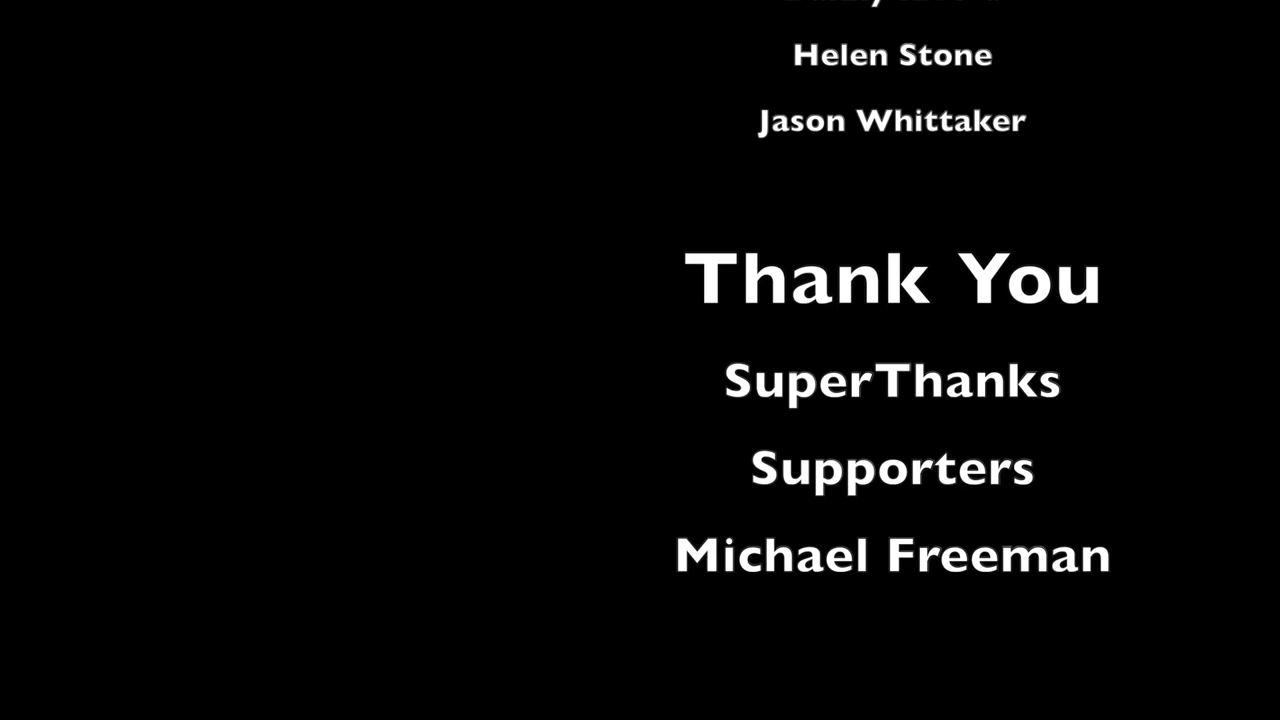 Helen Stone
Jason Whittaker
Thank You
SuperThanks
Supporters
Michael Freeman